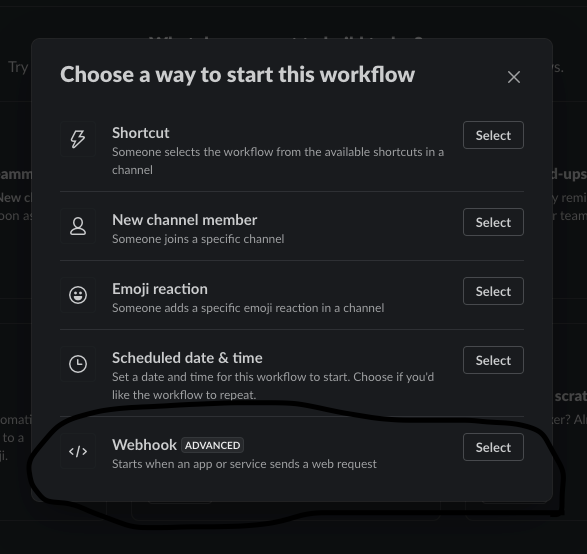 Try
Choose a way to start this workflow
Shortcut
Select
Someone selects the workflow from the available shortcuts in a
channel
New channel member
Select
Someone joins a specific channel
Emoji reaction
Select
Someone adds a specific emoji reaction in a channel
Scheduled date & time
Select
Set a date and time for this workflow to start. Choose if you'd
like the workflow to repeat.
Webhook ADVANCED
Select
Starts when an app or service sends a web request